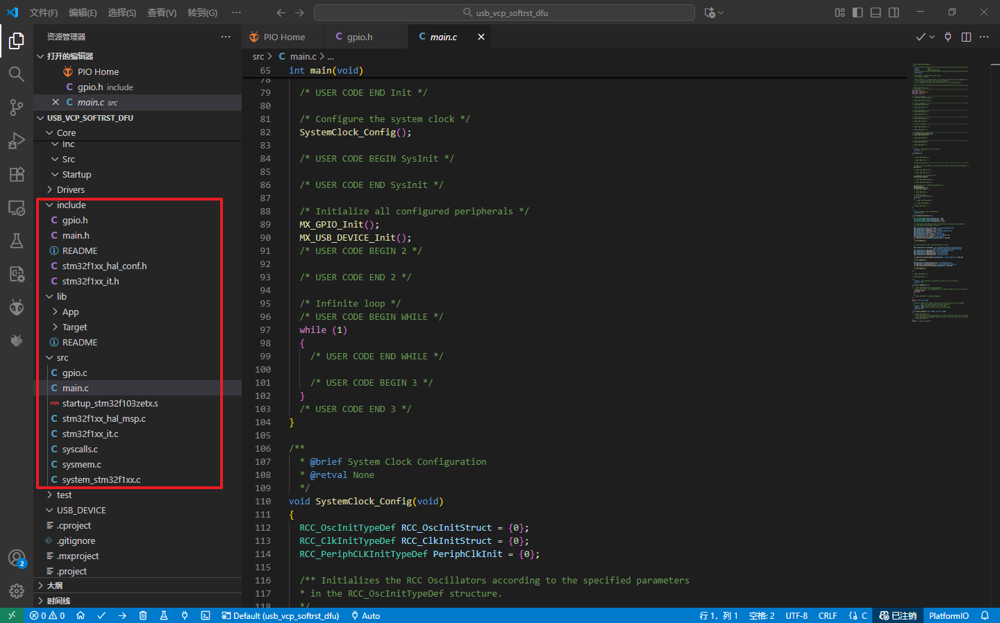 文件(F) 编辑(E) 选择(S) 查看(V) 转到(G) ··· usb_vcp_softrst_dfu
资源管理器 ···
打开的编辑器
PIO Home
gpio.h include
main.c src
USB_VCP_SOFTRST_DFU
Core
Inc
Src
Startup
Drivers
include
gpio.h
main.h
README
stm32f1xx_hal_conf.h
stm32f1xx_it.h
lib
App
Target
README
src
gpio.c
main.c
ASM startup_stm32f103zetx.s
stm32f1xx_hal_msp.c
stm32f1xx_it.c
syscalls.c
sysmem.c
system_stm32f1xx.c
test
USB_DEVICE
.cproject
.gitignore
.mxproject
.project
大纲
时间线
2
PIO Home C gpio.h C main.c
src > C main.c > ...
65 int main(void)
78
79 /* USER CODE END Init */
80
81 /* Configure the system clock */
82 SystemClock_Config();
83
84 /* USER CODE BEGIN SysInit */
85
86 /* USER CODE END SysInit */
87
88 /* Initialize all configured peripherals */
89 MX_GPIO_Init();
90 MX_USB_DEVICE_Init();
91 /* USER CODE BEGIN 2 */
92
93 /* USER CODE END 2 */
94
95 /* Infinite loop */
96 /* USER CODE BEGIN WHILE */
97 while (1)
98 {
99 /* USER CODE END WHILE */
100
101 /* USER CODE BEGIN 3 */
102 }
103 /* USER CODE END 3 */
104 }
105
106 /**
107 * @brief System Clock Configuration
108 * @retval None
109 */
110 void SystemClock_Config(void)
111 {
112 RCC_OscInitTypeDef RCC_OscInitStruct = {0};
113 RCC_ClkInitTypeDef RCC_ClkInitStruct = {0};
114 RCC_PeriphCLKInitTypeDef PeriphClkInit = {0};
115
116 /** Initializes the RCC Oscillators according to the specified parameters
117 * in the RCC_OscInitTypeDef structure.
118 */
0 0 Default (usb_vcp_softrst_dfu) Auto 行 1，列 1 空格: 2 UTF-8 CRLF {} C 已注销 PlatformIO